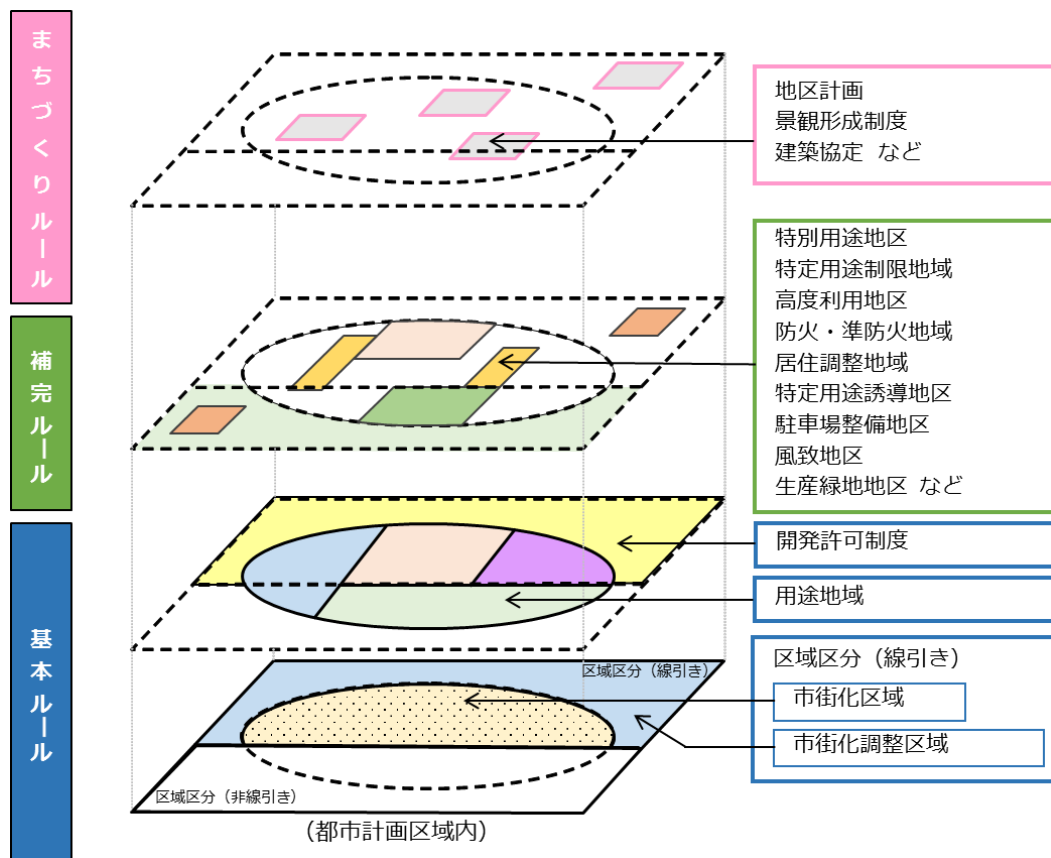 まちづくりルール
地区計画
景観形成制度
建築協定 など
補完ルール
特別用途地区
特定用途制限地域
高度利用地区
防火・準防火地域
居住調整地域
特定用途誘導地区
駐車場整備地区
風致地区
生産緑地地区 など
基本ルール
開発許可制度
用途地域
区域区分（線引き）
区域区分（線引き）
市街化区域
市街化調整区域
区域区分（非線引き）
（都市計画区域内）